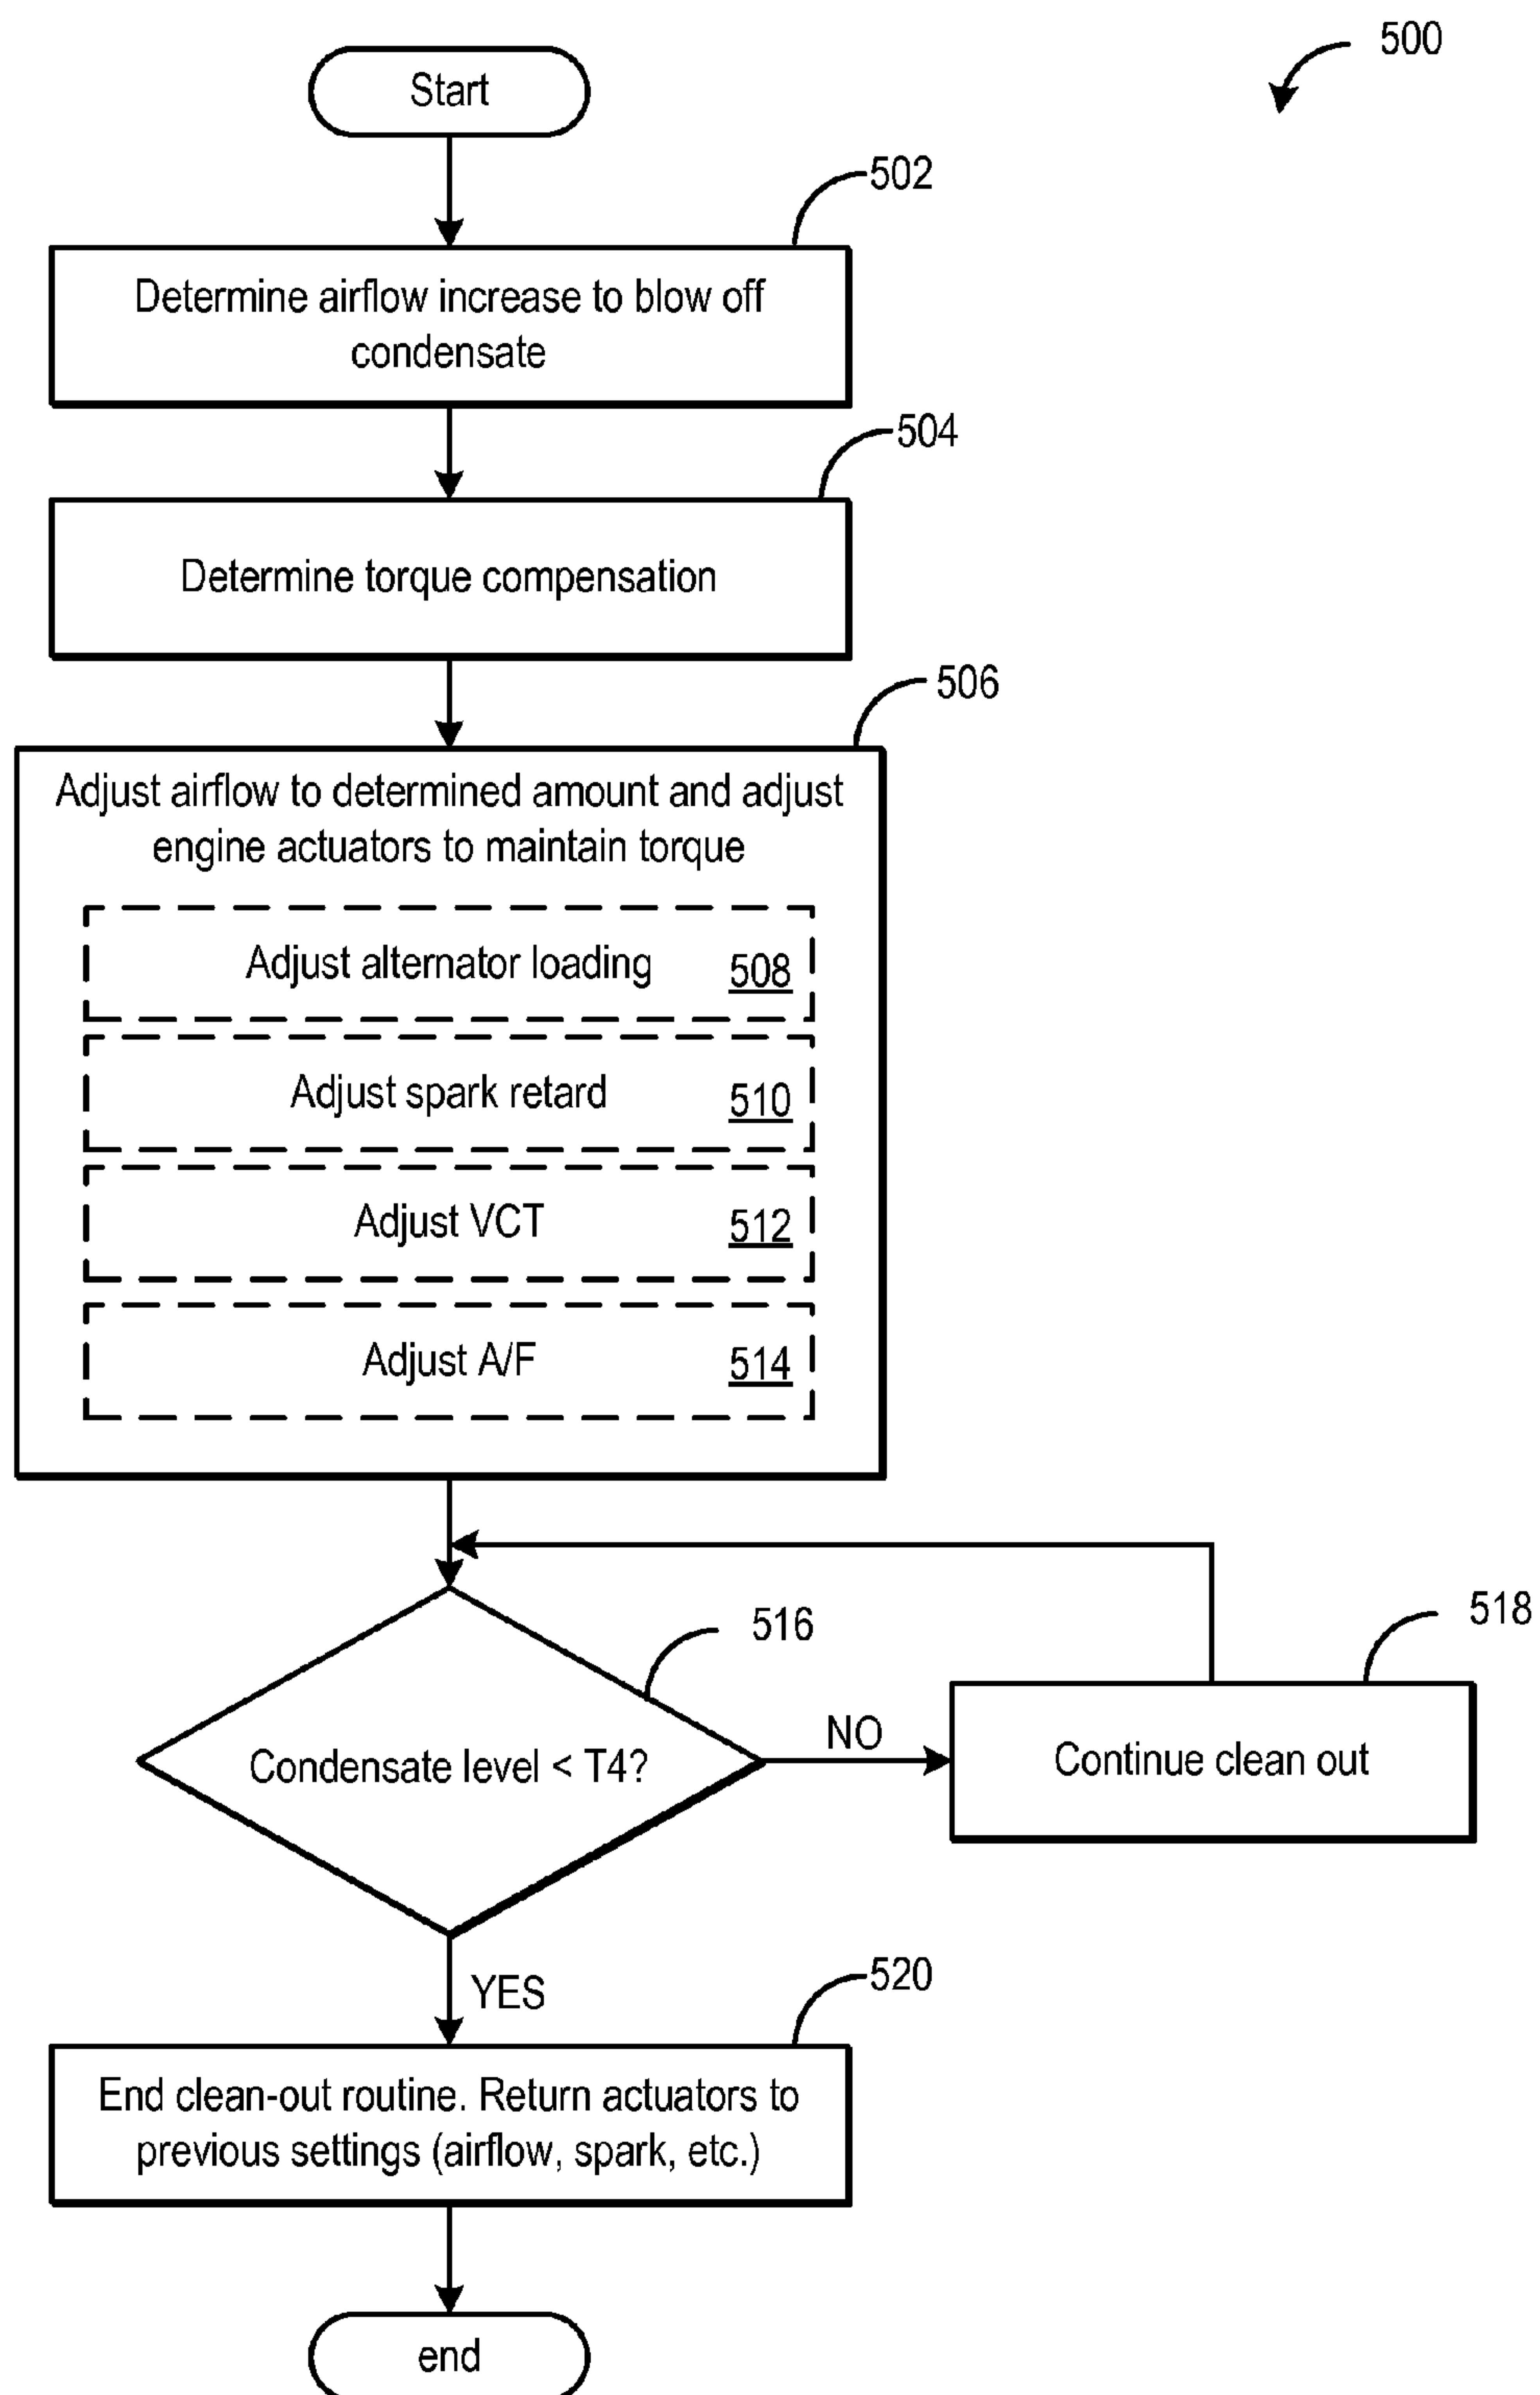 500
Start
502
Determine airflow increase to blow off
condensate
504
Determine torque compensation
506
Adjust airflow to determined amount and adjust
engine actuators to maintain torque
Adjust alternator loading 508
Adjust spark retard 510
Adjust VCT 512
Adjust A/F 514
516
Condensate level < T4?
NO
518
Continue clean out
YES
520
End clean-out routine. Return actuators to
previous settings (airflow, spark, etc.)
end